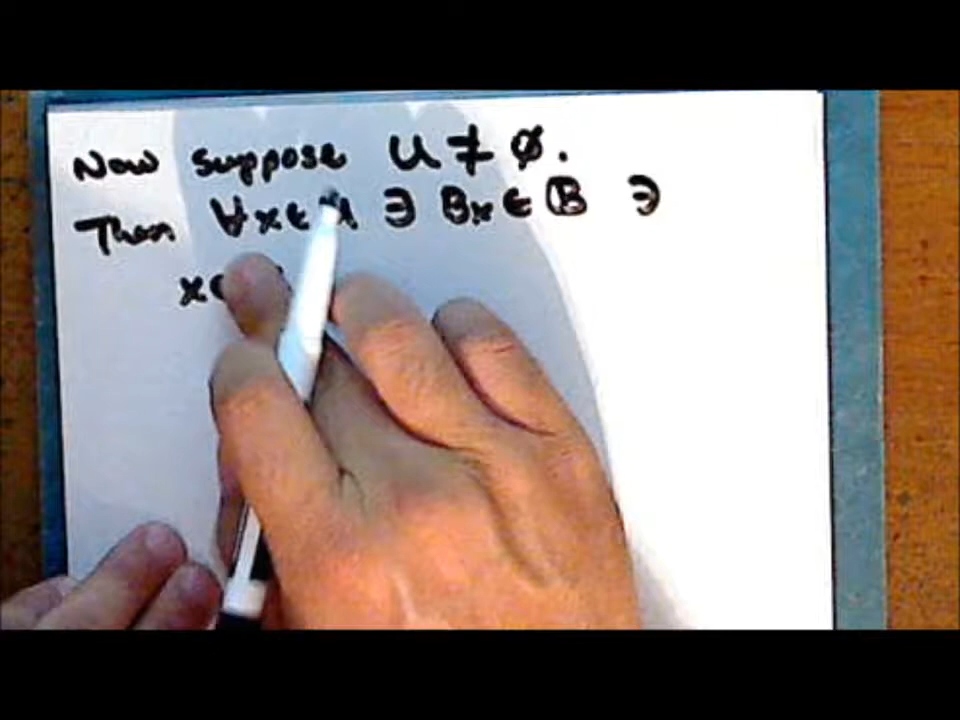 Now suppose U ≠ ∅.
Then ∀x∈U ∃ Bx ∈ 𝔹 ∋
x∈